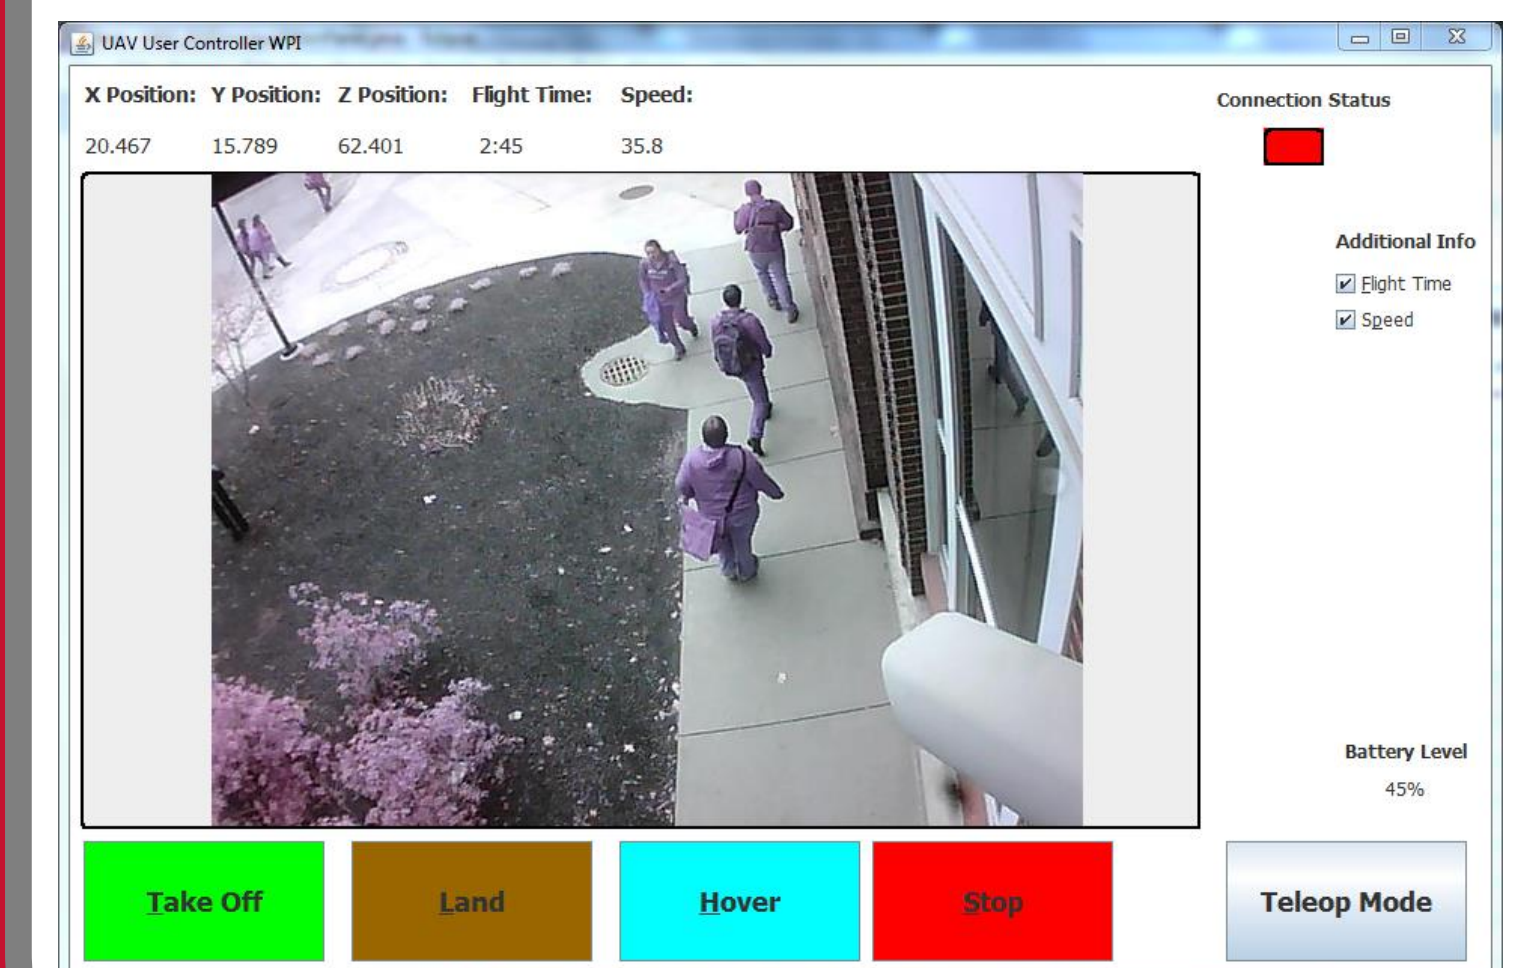 UAV User Controller WPI
X Position: Y Position: Z Position: Flight Time: Speed:
Connection Status
20.467 15.789 62.401 2:45 35.8
Additional Info
Flight Time
Speed
Battery Level
45%
Take Off Land Hover Stop Teleop Mode